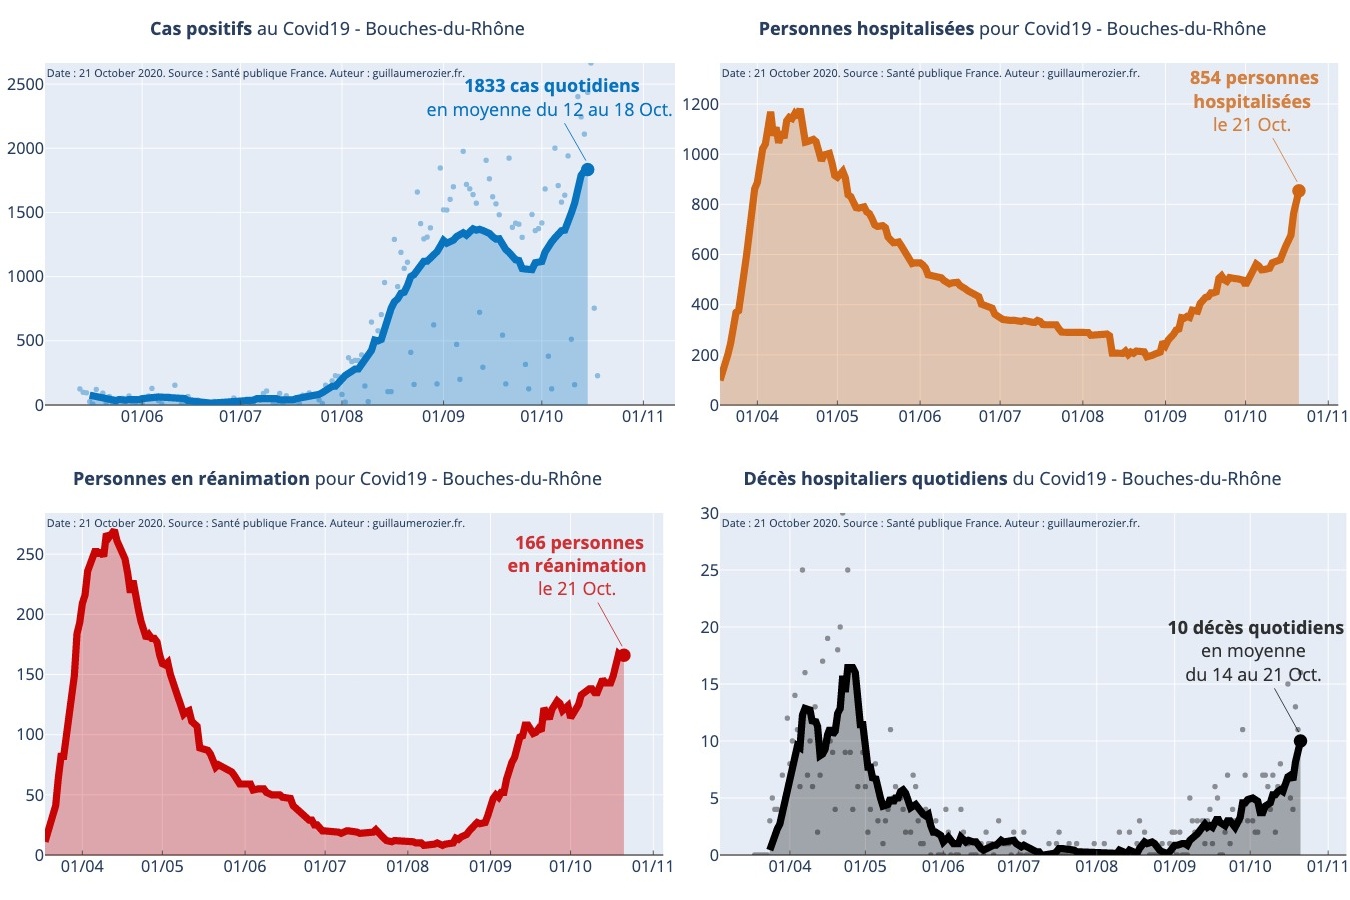 Cas positifs au Covid19 - Bouches-du-Rhône
Date : 21 October 2020. Source : Santé publique France. Auteur : guillaumerozier.fr.
1833 cas quotidiens
en moyenne du 12 au 18 Oct.
2500
2000
1500
1000
500
0
01/06 01/07 01/08 01/09 01/10 01/11
Personnes hospitalisées pour Covid19 - Bouches-du-Rhône
Date : 21 October 2020. Source : Santé publique France. Auteur : guillaumerozier.fr.
854 personnes
hospitalisées
le 21 Oct.
1200
1000
800
600
400
200
0
01/04 01/05 01/06 01/07 01/08 01/09 01/10 01/11
Personnes en réanimation pour Covid19 - Bouches-du-Rhône
Date : 21 October 2020. Source : Santé publique France. Auteur : guillaumerozier.fr.
166 personnes
en réanimation
le 21 Oct.
250
200
150
100
50
0
01/04 01/05 01/06 01/07 01/08 01/09 01/10 01/11
Décès hospitaliers quotidiens du Covid19 - Bouches-du-Rhône
30
Date : 21 October 2020. Source : Santé publique France. Auteur : guillaumerozier.fr.
25
20
10 décès quotidiens
en moyenne
du 14 au 21 Oct.
15
10
5
0
01/04 01/05 01/06 01/07 01/08 01/09 01/10 01/11